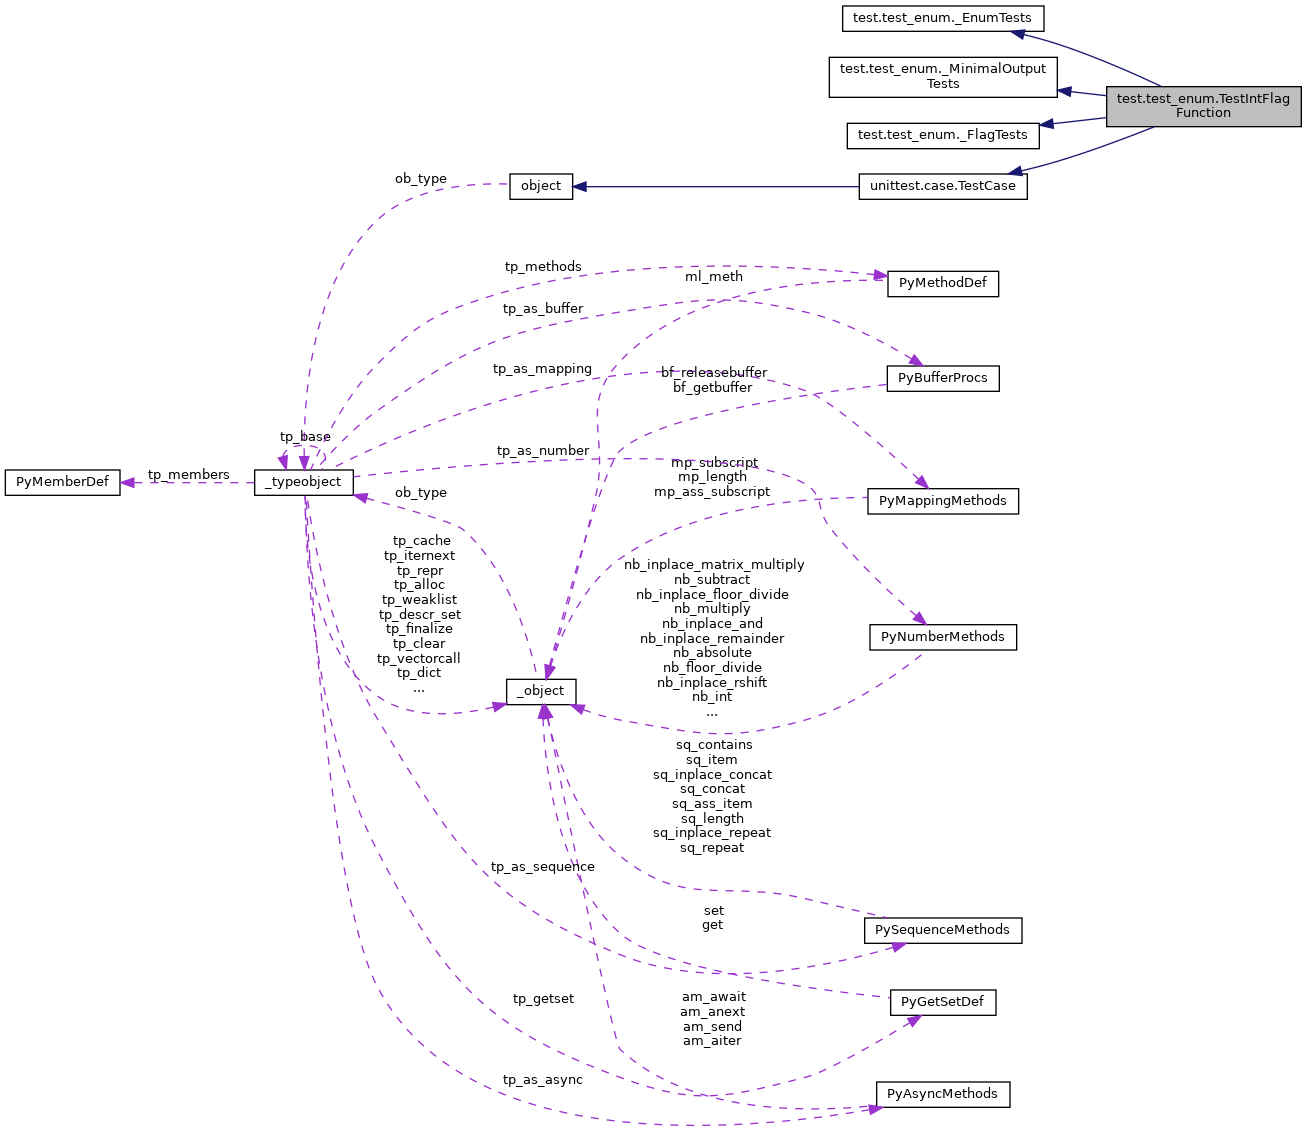 test.test_enum._EnumTests
test.test_enum._MinimalOutput
Tests
test.test_enum.TestIntFlag
Function
test.test_enum._FlagTests
unittest.case.TestCase
object
ob_type
tp_methods
ml_meth
PyMethodDef
tp_as_buffer
PyBufferProcs
tp_as_mapping
bf_releasebuffer
bf_getbuffer
tp_base
tp_as_number
PyMemberDef
tp_members
_typeobject
mp_subscript
mp_length
mp_ass_subscript
PyMappingMethods
ob_type
tp_cache
tp_iternext
tp_repr
tp_alloc
tp_weaklist
tp_descr_set
tp_finalize
tp_clear
tp_vectorcall
tp_dict
...
nb_inplace_matrix_multiply
nb_subtract
nb_inplace_floor_divide
nb_multiply
nb_inplace_and
nb_inplace_remainder
nb_absolute
nb_floor_divide
nb_inplace_rshift
nb_int
...
PyNumberMethods
_object
sq_contains
sq_item
sq_inplace_concat
sq_concat
sq_ass_item
sq_length
sq_inplace_repeat
sq_repeat
tp_as_sequence
PySequenceMethods
set
get
tp_getset
PyGetSetDef
am_await
am_anext
am_send
am_aiter
tp_as_async
PyAsyncMethods